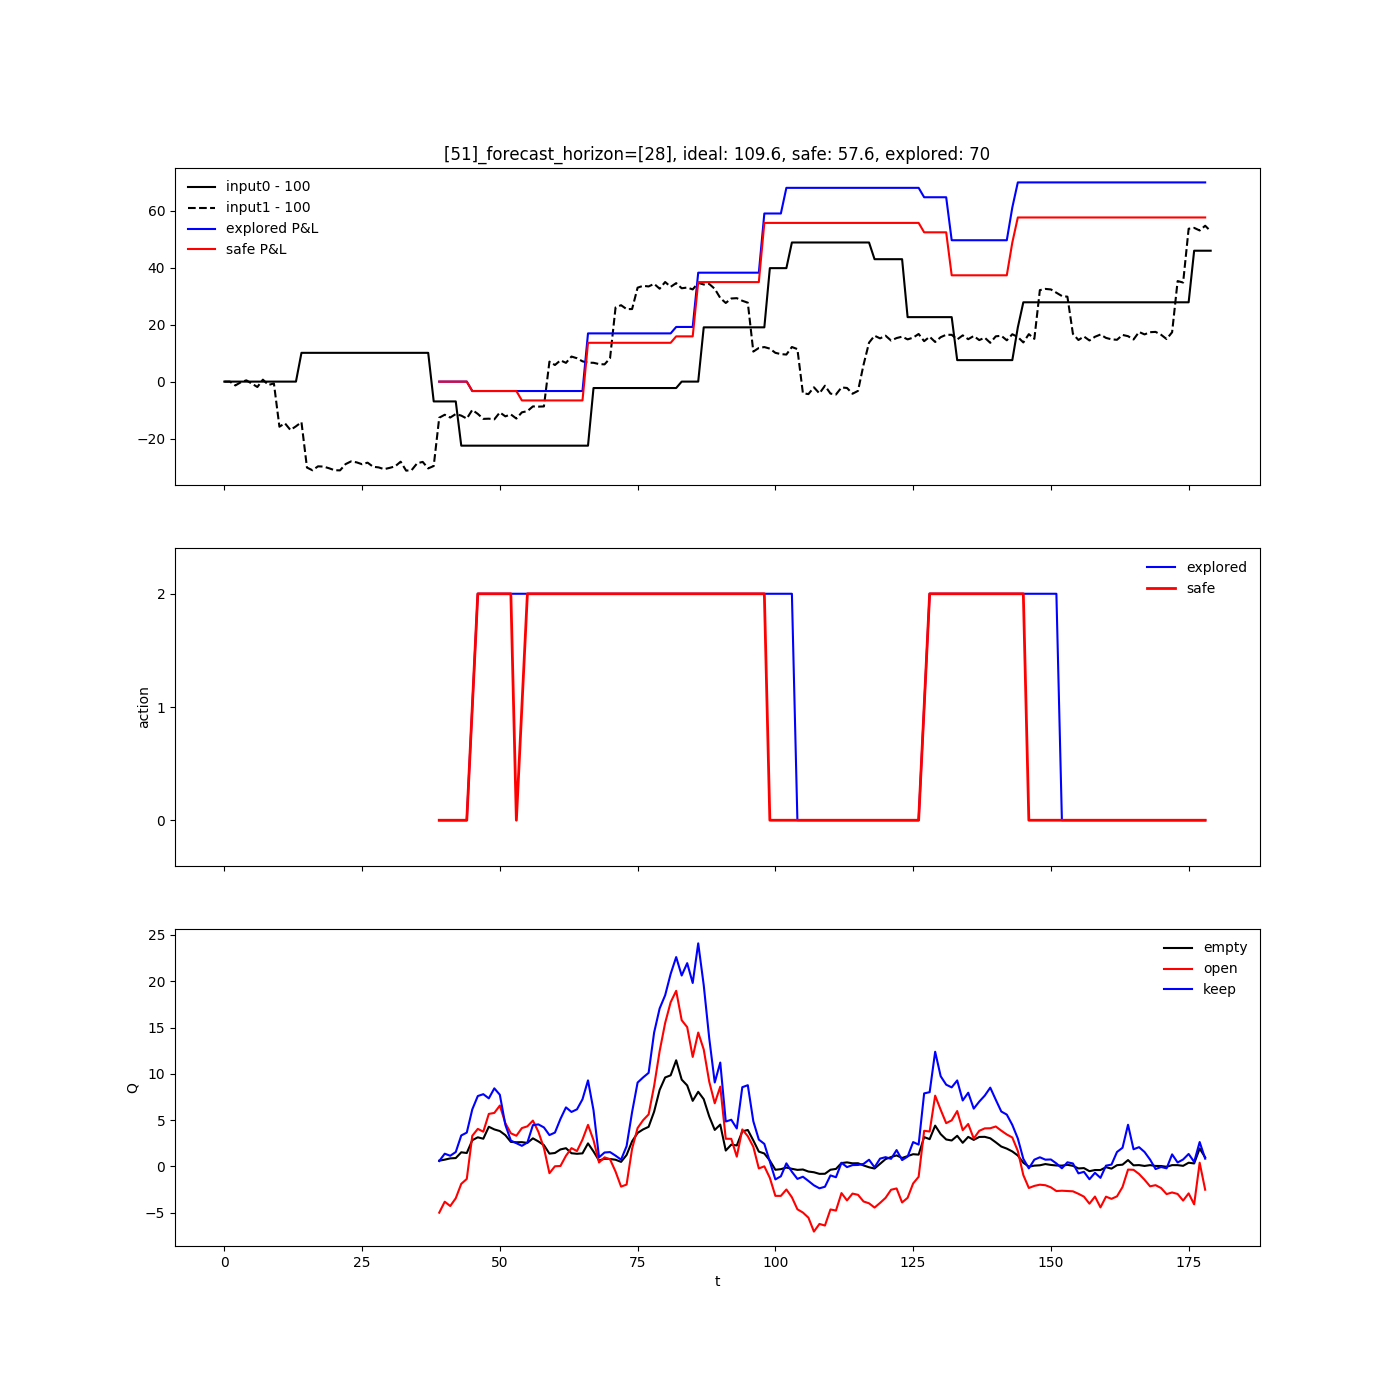 [51]_forecast_horizon=[28], ideal: 109.6, safe: 57.6, explored: 70
input0 - 100
input1 - 100
explored P&L
safe P&L
60
40
20
0
−20
explored
safe
2
1
0
action
empty
open
keep
25
20
15
10
5
0
−5
Q
0 25 50 75 100 125 150 175
t